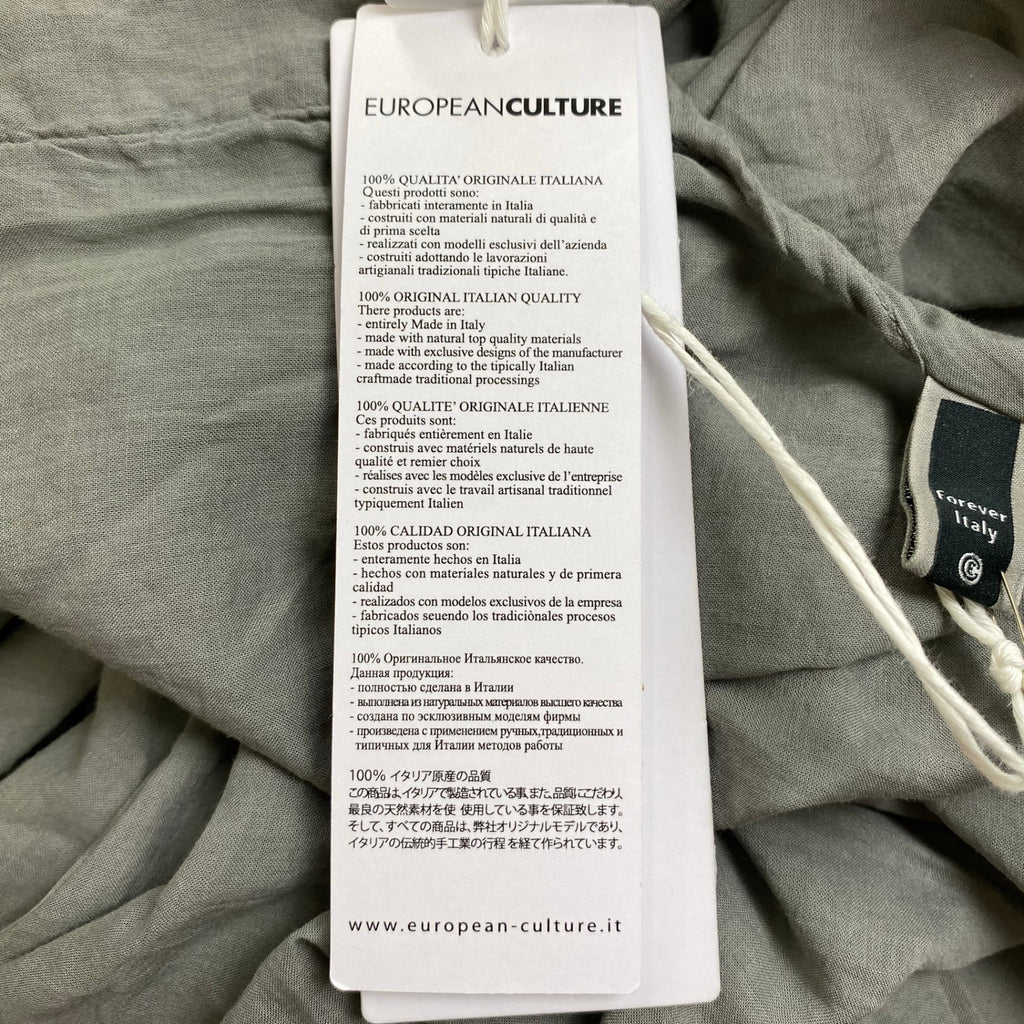 EUROPEANCULTURE
100% QUALITA' ORIGINALE ITALIANA
Questi prodotti sono:
- fabbricati interamente in Italia
- costruiti con materiali naturali di qualità e
di prima scelta
- realizzati con modelli esclusivi dell'azienda
- costruiti adottando le lavorazioni
artigianali tradizionali tipiche Italiane.
100% ORIGINAL ITALIAN QUALITY
There products are:
- entirely Made in Italy
- made with natural top quality materials
- made with exclusive designs of the manufacturer
- made according to the tipically Italian
craftmade traditional processings
100% QUALITE' ORIGINALE ITALIENNE
Ces produits sont:
- fabriqués entièrement en Italie
- construis avec matériels naturels de haute
qualité et remier choix
- réalises avec les modèles exclusive de l'entreprise
- construis avec le travail artisanal traditionnel
typiquement Italien
100% CALIDAD ORIGINAL ITALIANA
Estos productos son:
- enteramente hechos en Italia
- hechos con materiales naturales y de primera
calidad
- realizados con modelos exclusivos de la empresa
- fabricados seuendo los tradiciònales procesos
tìpicos Italianos
100% Оригинальное Итальянское качество.
Данная продукция:
- полностью сделана в Италии
- выполнена из натуральных материалов высшего качества
- создана по эсклюзивным моделям фирмы
- произведена с применением ручных,традиционных и
типичных для Италии методов работы
100% イタリア原産の品質
この商品は、イタリアで製造されている事、また、品質にこだわり、
最良の天然素材を使 使用している事を保証致します。
そして、すべての商品は、弊社オリジナルモデルであり、
イタリアの伝統的手工業の行程 を経て作られています。
www.european-culture.it
Forever
Italy